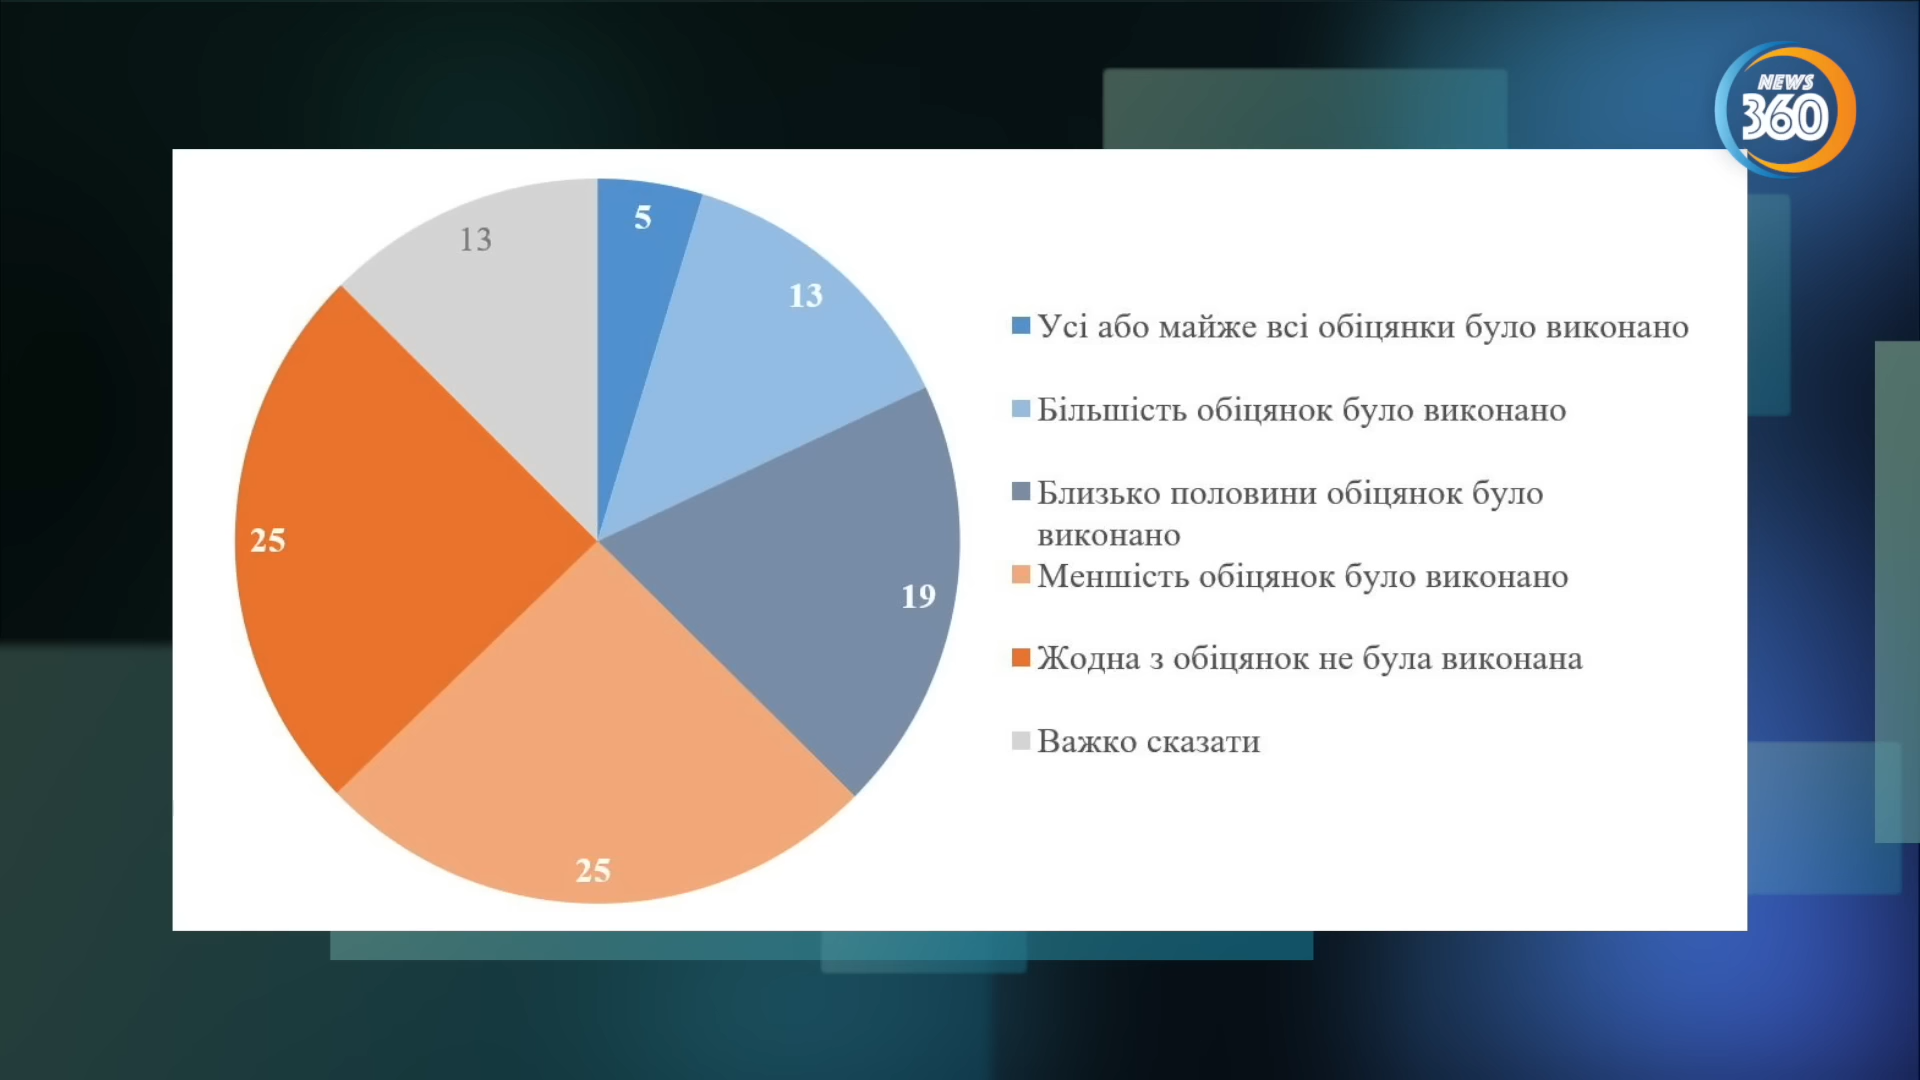 NEWS
360
5
13
13
19
25
25
Усі або майже всі обіцянки було виконано
Більшість обіцянок було виконано
Близько половини обіцянок було
виконано
Меншість обіцянок було виконано
Жодна з обіцянок не була виконана
Важко сказати